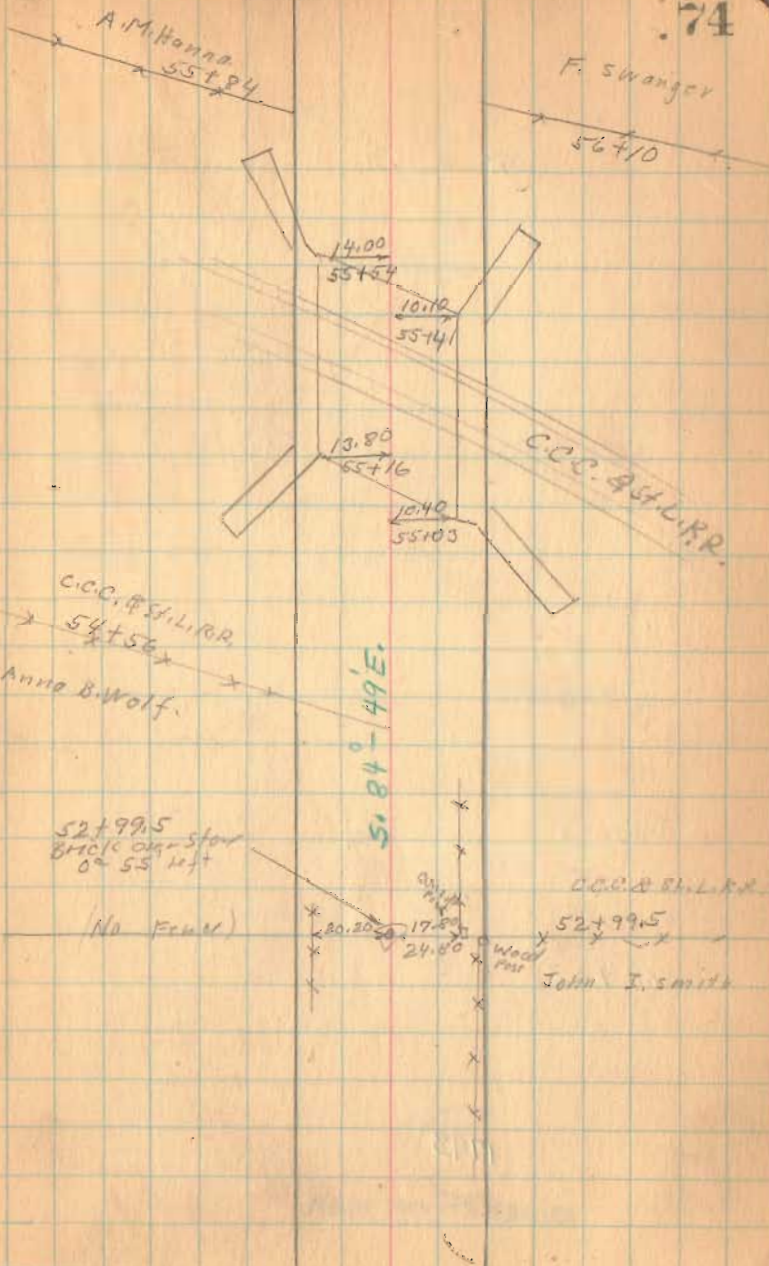 74
A.M. Hanna
55+84
F. Swanger
56+10
14.00
55+54
10.10
55+41
C.C.C. & St. L. R.R.
13.80
55+16
10.40
55+03
C.C.C. & St. L. R.R.
54+56
Anna B. Wolf.
S. 84° - 49' E.
52+99.5
Brick over Stone
0.55 left
C.C.C. & St. L. R.R.
(No Fence)
20.20
17.80
52+99.5
24.80
Wood
Post
John I. Smith